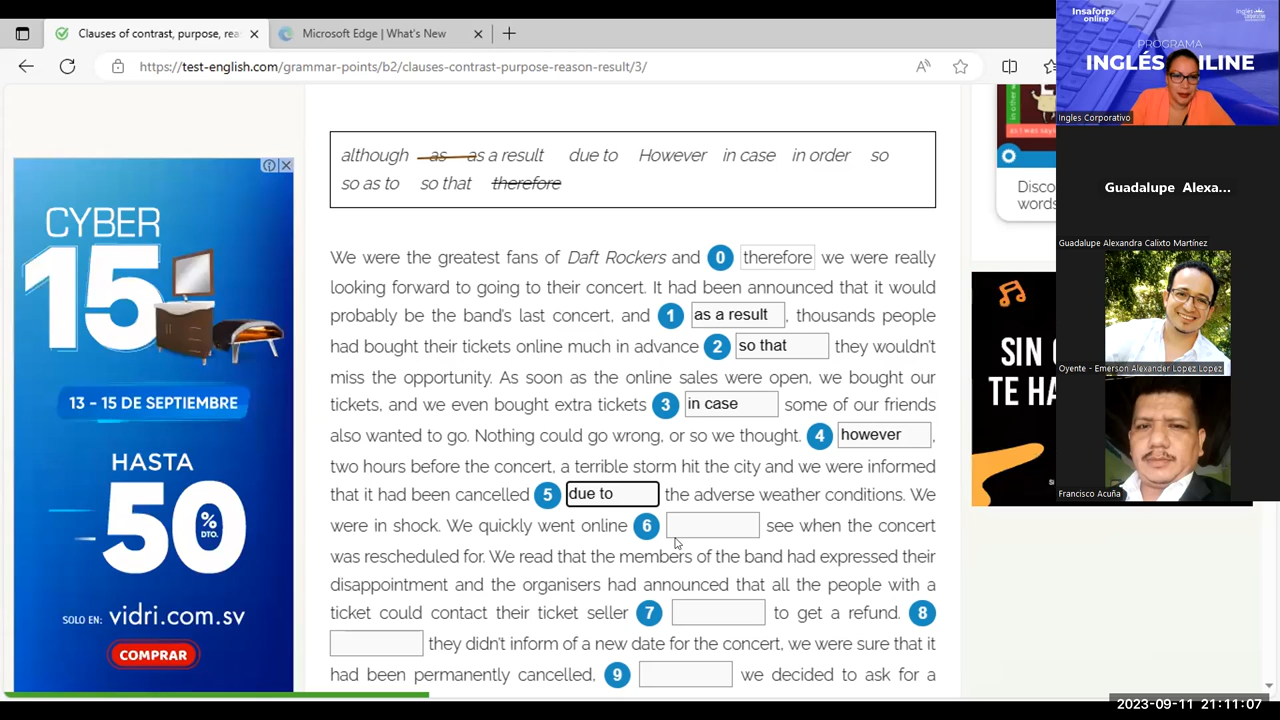 Clauses of contrast, purpose, rea
Microsoft Edge | What's New
https://test-english.com/grammar-points/b2/clauses-contrast-purpose-reason-result/3/
although as as a result due to However in case in order so
so as to so that therefore
We were the greatest fans of Daft Rockers and 0 therefore we were really
looking forward to going to their concert. It had been announced that it would
probably be the band's last concert, and 1 as a result , thousands people
had bought their tickets online much in advance 2 so that they wouldn't
miss the opportunity. As soon as the online sales were open, we bought our
tickets, and we even bought extra tickets 3 in case some of our friends
also wanted to go. Nothing could go wrong, or so we thought. 4 however ,
two hours before the concert, a terrible storm hit the city and we were informed
that it had been cancelled 5 due to the adverse weather conditions. We
were in shock. We quickly went online 6 see when the concert
was rescheduled for. We read that the members of the band had expressed their
disappointment and the organisers had announced that all the people with a
ticket could contact their ticket seller 7 to get a refund. 8
they didn't inform of a new date for the concert, we were sure that it
had been permanently cancelled, 9 we decided to ask for a
CYBER
15
13 - 15 DE SEPTIEMBRE
HASTA
50 % DTO.
SOLO EN: vidri.com.sv
COMPRAR
in other w
as I was sayi
Disco
words
SIN
TE HA
Insaforp
online
inglés
PROGRAMA
INGLÉS ONLINE
Ingles Corporativo
Guadalupe Alexa...
Guadalupe Alexandra Calixto Martínez
Oyente - Emerson Alexander Lopez Lopez
Francisco Acuña
2023-09-11 21:11:07